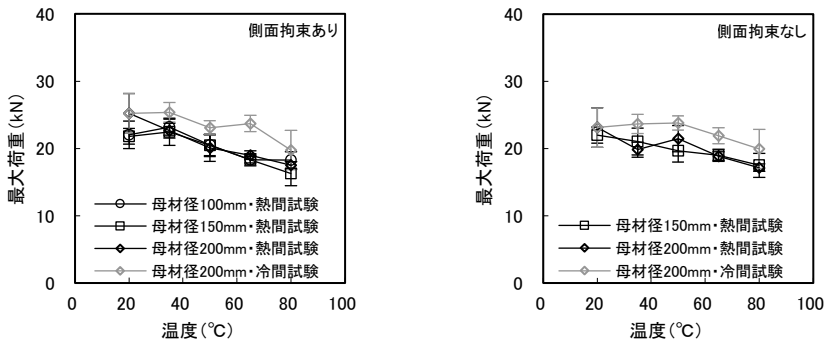 側面拘束あり
40
30
20
10
0
最大荷重(kN)
母材径100mm・熱間試験
母材径150mm・熱間試験
母材径200mm・熱間試験
母材径200mm・冷間試験
0 20 40 60 80 100
温度(℃)
側面拘束なし
40
30
20
10
0
最大荷重(kN)
母材径150mm・熱間試験
母材径200mm・熱間試験
母材径200mm・冷間試験
0 20 40 60 80 100
温度(℃)